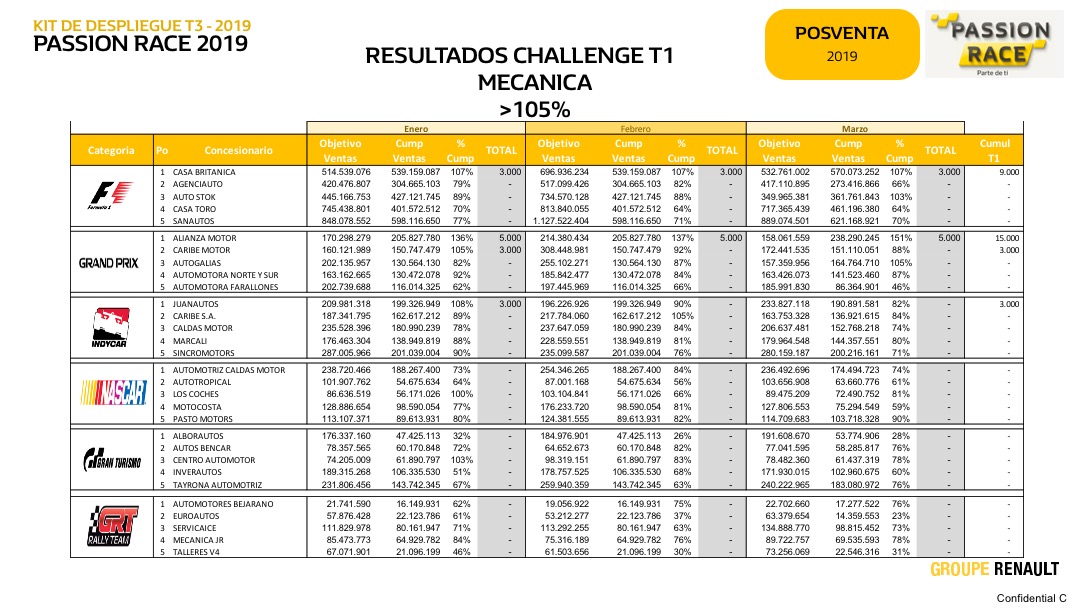 KIT DE DESPLIEGUE T3 - 2019
PASSION RACE 2019
RESULTADOS CHALLENGE T1
MECANICA
>105%
POSVENTA
2019
PASSION
RACE
Parte de ti
Enero Febrero Marzo
Categoria Po Concesionario Objetivo Ventas Cump Ventas % Cump TOTAL Objetivo Ventas Cump Ventas % Cump TOTAL Objetivo Ventas Cump Ventas % Cump TOTAL Cumul T1
Formula 1
1 CASA BRITANICA 514.539.076 539.159.087 107% 3.000 696.936.234 539.159.087 107% 3.000 532.761.002 570.073.252 107% 3.000 9.000
2 AGENCIAUTO 420.476.807 304.665.103 79% - 517.099.426 304.665.103 82% - 417.110.895 273.416.866 66% - -
3 AUTO STOK 445.166.753 427.121.745 89% - 734.570.128 427.121.745 88% - 349.965.381 361.761.843 103% - -
4 CASA TORO 745.438.801 401.572.512 70% - 813.840.055 401.572.512 64% - 717.365.439 461.196.380 64% - -
5 SANAUTOS 848.078.552 598.116.650 77% - 1.127.522.404 598.116.650 71% - 889.074.501 621.168.921 70% - -
GRAND PRIX
1 ALIANZA MOTOR 170.298.279 205.827.780 136% 5.000 214.380.434 205.827.780 137% 5.000 158.061.559 238.290.245 151% 5.000 15.000
2 CARIBE MOTOR 160.121.989 150.747.479 105% 3.000 308.448.981 150.747.479 92% - 172.441.535 151.110.051 88% - 3.000
3 AUTOGALIAS 202.135.957 130.564.130 82% - 255.102.271 130.564.130 87% - 157.359.956 164.764.710 105% - -
4 AUTOMOTORA NORTE Y SUR 163.162.665 130.472.078 92% - 185.842.477 130.472.078 84% - 163.426.073 141.523.460 87% - -
5 AUTOMOTORA FARALLONES 202.739.688 116.014.325 62% - 197.445.969 116.014.325 66% - 185.991.830 86.364.901 46% - -
INDYCAR
1 JUANAUTOS 209.981.318 199.326.949 108% 3.000 196.226.926 199.326.949 90% - 233.827.118 190.891.581 82% - 3.000
2 CARIBE S.A. 187.341.795 162.617.212 89% - 217.784.060 162.617.212 105% - 163.753.328 136.921.615 84% - -
3 CALDAS MOTOR 235.528.396 180.990.239 78% - 237.647.059 180.990.239 84% - 206.637.481 152.768.218 74% - -
4 MARCALI 176.463.304 138.949.819 88% - 228.559.551 138.949.819 81% - 179.964.548 144.357.551 80% - -
5 SINCROMOTORS 287.005.966 201.039.004 90% - 235.099.587 201.039.004 76% - 280.159.187 200.216.161 71% - -
NASCAR
1 AUTOMOTRIZ CALDAS MOTOR 238.720.466 188.267.400 73% - 254.346.265 188.267.400 84% - 236.492.696 174.494.723 74% - -
2 AUTOTROPICAL 101.907.762 54.675.634 64% - 87.001.168 54.675.634 56% - 103.656.908 63.660.776 61% - -
3 LOS COCHES 86.636.519 56.171.026 100% - 103.104.841 56.171.026 66% - 89.475.209 72.490.752 81% - -
4 MOTOCOSTA 128.886.654 98.590.054 77% - 176.233.720 98.590.054 82% - 127.806.553 75.294.549 59% - -
5 PASTO MOTORS 113.107.371 89.613.931 80% - 124.381.555 89.613.931 82% - 114.709.683 103.718.328 90% - -
GRAN TURISMO
1 ALBORAUTOS 176.337.160 47.425.113 32% - 184.976.901 47.425.113 26% - 191.608.670 53.774.906 28% - -
2 AUTOS BENCAR 78.357.565 60.170.848 72% - 64.652.673 60.170.848 82% - 77.041.595 58.285.817 76% - -
3 CENTRO AUTOMOTOR 74.205.009 61.890.797 103% - 98.319.151 61.890.797 83% - 78.482.360 61.437.319 78% - -
4 INVERAUTOS 189.315.268 106.335.530 51% - 178.757.525 106.335.530 68% - 171.930.015 102.960.675 60% - -
5 TAYRONA AUTOMOTRIZ 231.806.456 143.742.345 67% - 259.940.359 143.742.345 63% - 240.222.965 183.080.972 76% - -
GRT
RALLY TEAM
1 AUTOMOTORES BEJARANO 21.741.590 16.149.931 62% - 19.056.922 16.149.931 75% - 22.702.660 17.277.522 76% - -
2 EUROAUTOS 57.876.428 22.123.786 61% - 53.212.277 22.123.786 37% - 63.379.654 14.359.553 23% - -
3 SERVICAICE 111.829.978 80.161.947 71% - 113.292.255 80.161.947 63% - 134.888.770 98.815.452 73% - -
4 MECANICA JR 85.473.773 64.929.782 84% - 75.316.189 64.929.782 76% - 89.722.757 69.535.593 78% - -
5 TALLERES V4 67.071.901 21.096.199 46% - 61.503.656 21.096.199 30% - 73.256.069 22.546.316 31% - -
GROUPE RENAULT
Confidential C